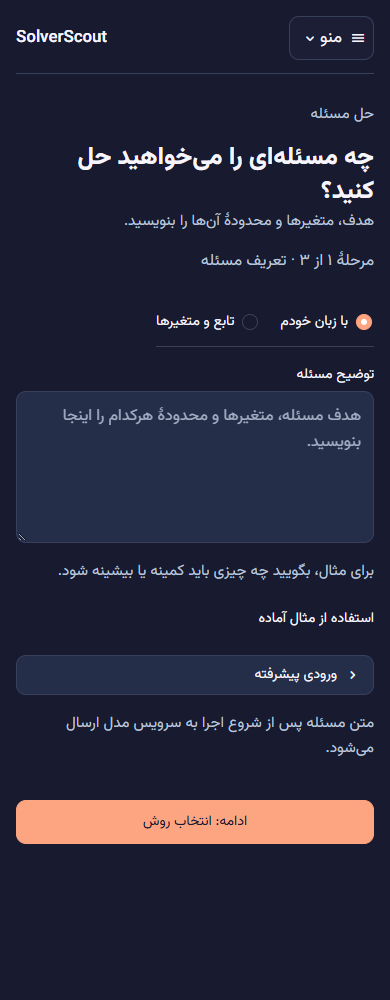 منو
SolverScout
حل مسئله
چه مسئله‌ای را می‌خواهید حل
کنید؟
هدف، متغیرها و محدودهٔ آن‌ها را بنویسید.
مرحلهٔ ۱ از ۳ · تعریف مسئله
با زبان خودم
تابع و متغیرها
توضیح مسئله
هدف مسئله، متغیرها و محدودهٔ هرکدام را اینجا
بنویسید.
برای مثال، بگویید چه چیزی باید کمینه یا بیشینه شود.
استفاده از مثال آماده
ورودی پیشرفته
متن مسئله پس از شروع اجرا به سرویس مدل ارسال
می‌شود.
ادامه: انتخاب روش